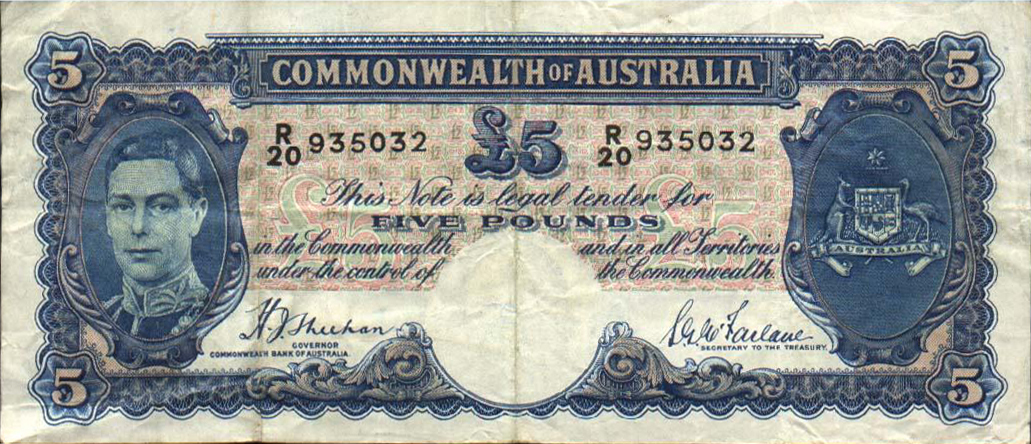 5 5
COMMONWEALTH OF AUSTRALIA
R/20 935032 £5 R/20 935032
This Note is legal tender for
FIVE POUNDS
in the Commonwealth and in all Territories
under the control of the Commonwealth.
AUSTRALIA
H.J. Sheehan S.G. McFarlane
GOVERNOR
COMMONWEALTH BANK OF AUSTRALIA.
SECRETARY TO THE TREASURY.
5 5